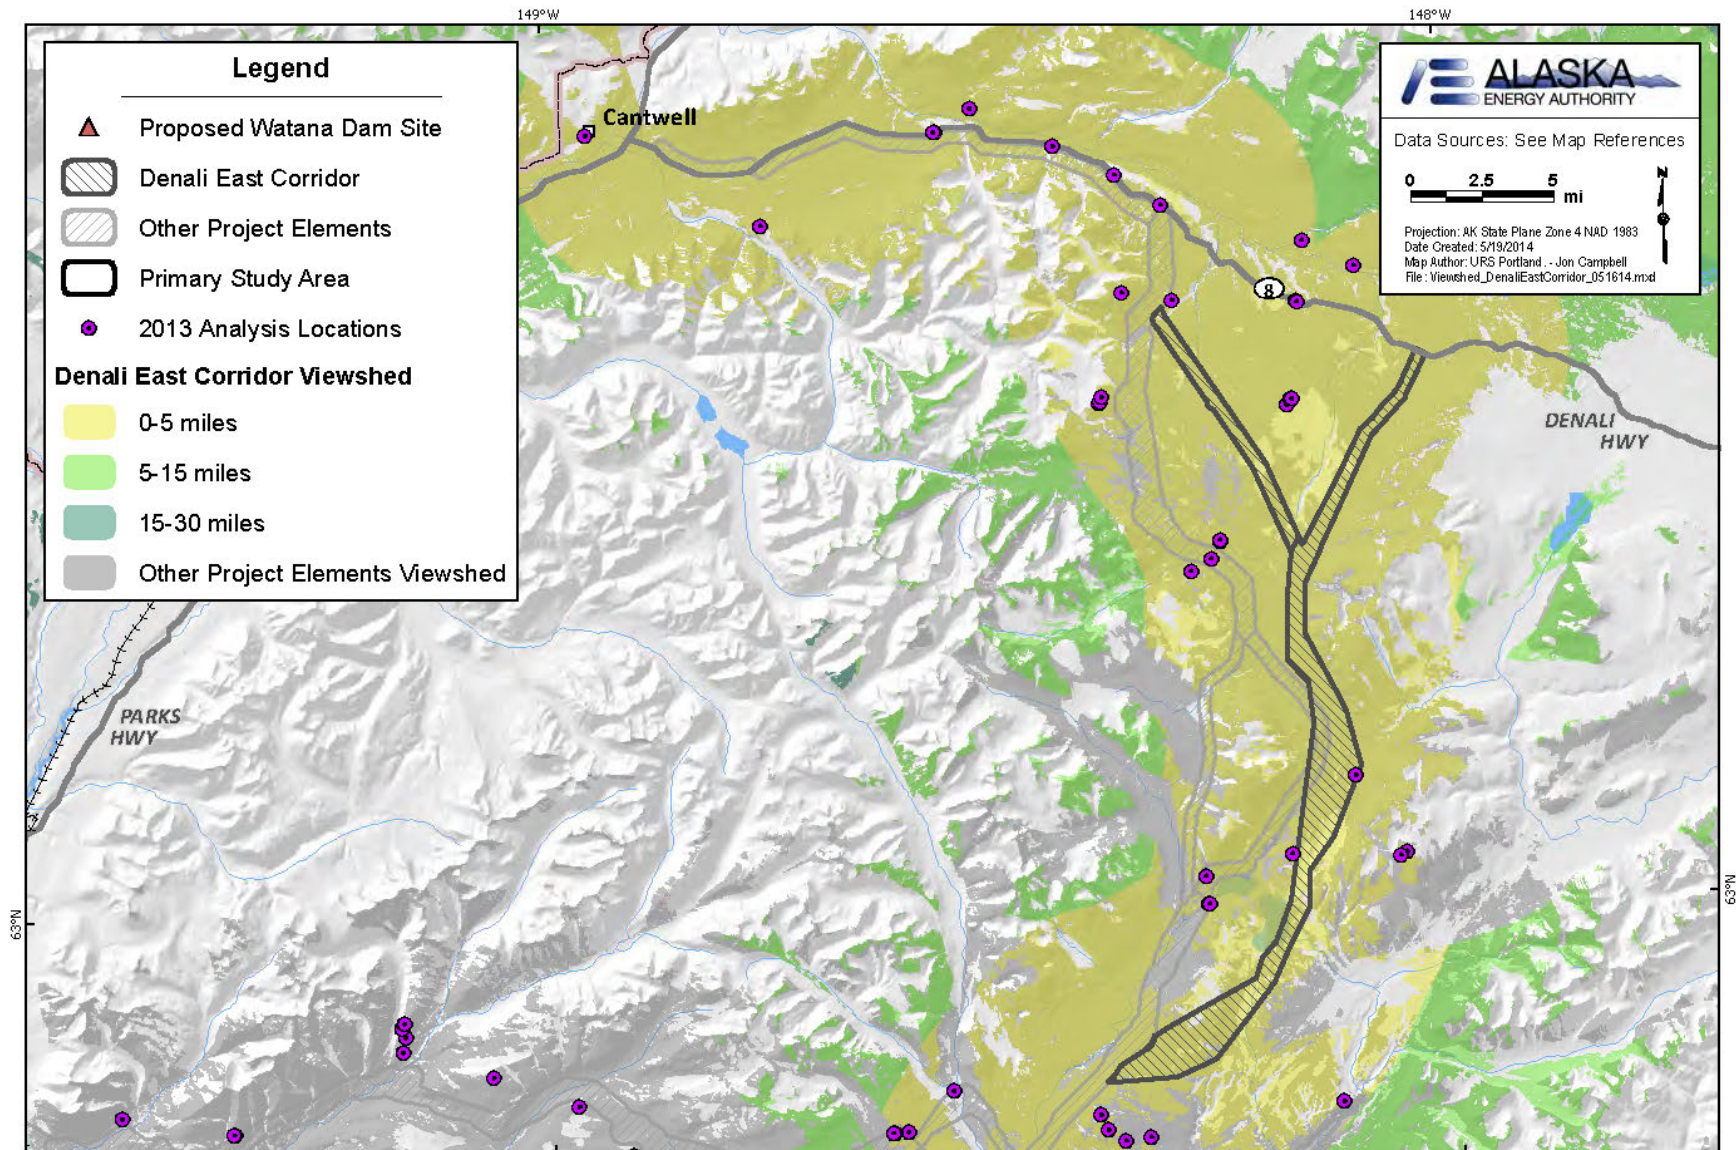 149°W
148°W
Legend
Proposed Watana Dam Site
Denali East Corridor
Other Project Elements
Primary Study Area
2013 Analysis Locations
Denali East Corridor Viewshed
0-5 miles
5-15 miles
15-30 miles
Other Project Elements Viewshed
Cantwell
ALASKA
ENERGY AUTHORITY
Data Sources: See Map References
0 2.5 5
mi
N
Projection: AK State Plane Zone 4 NAD 1983
Date Created: 5/19/2014
Map Author: URS Portland. - Jon Campbell
File: Viewshed_DenaliEastCorridor_051614.mxd
8
DENALI
HWY
PARKS
HWY
63°N
63°N